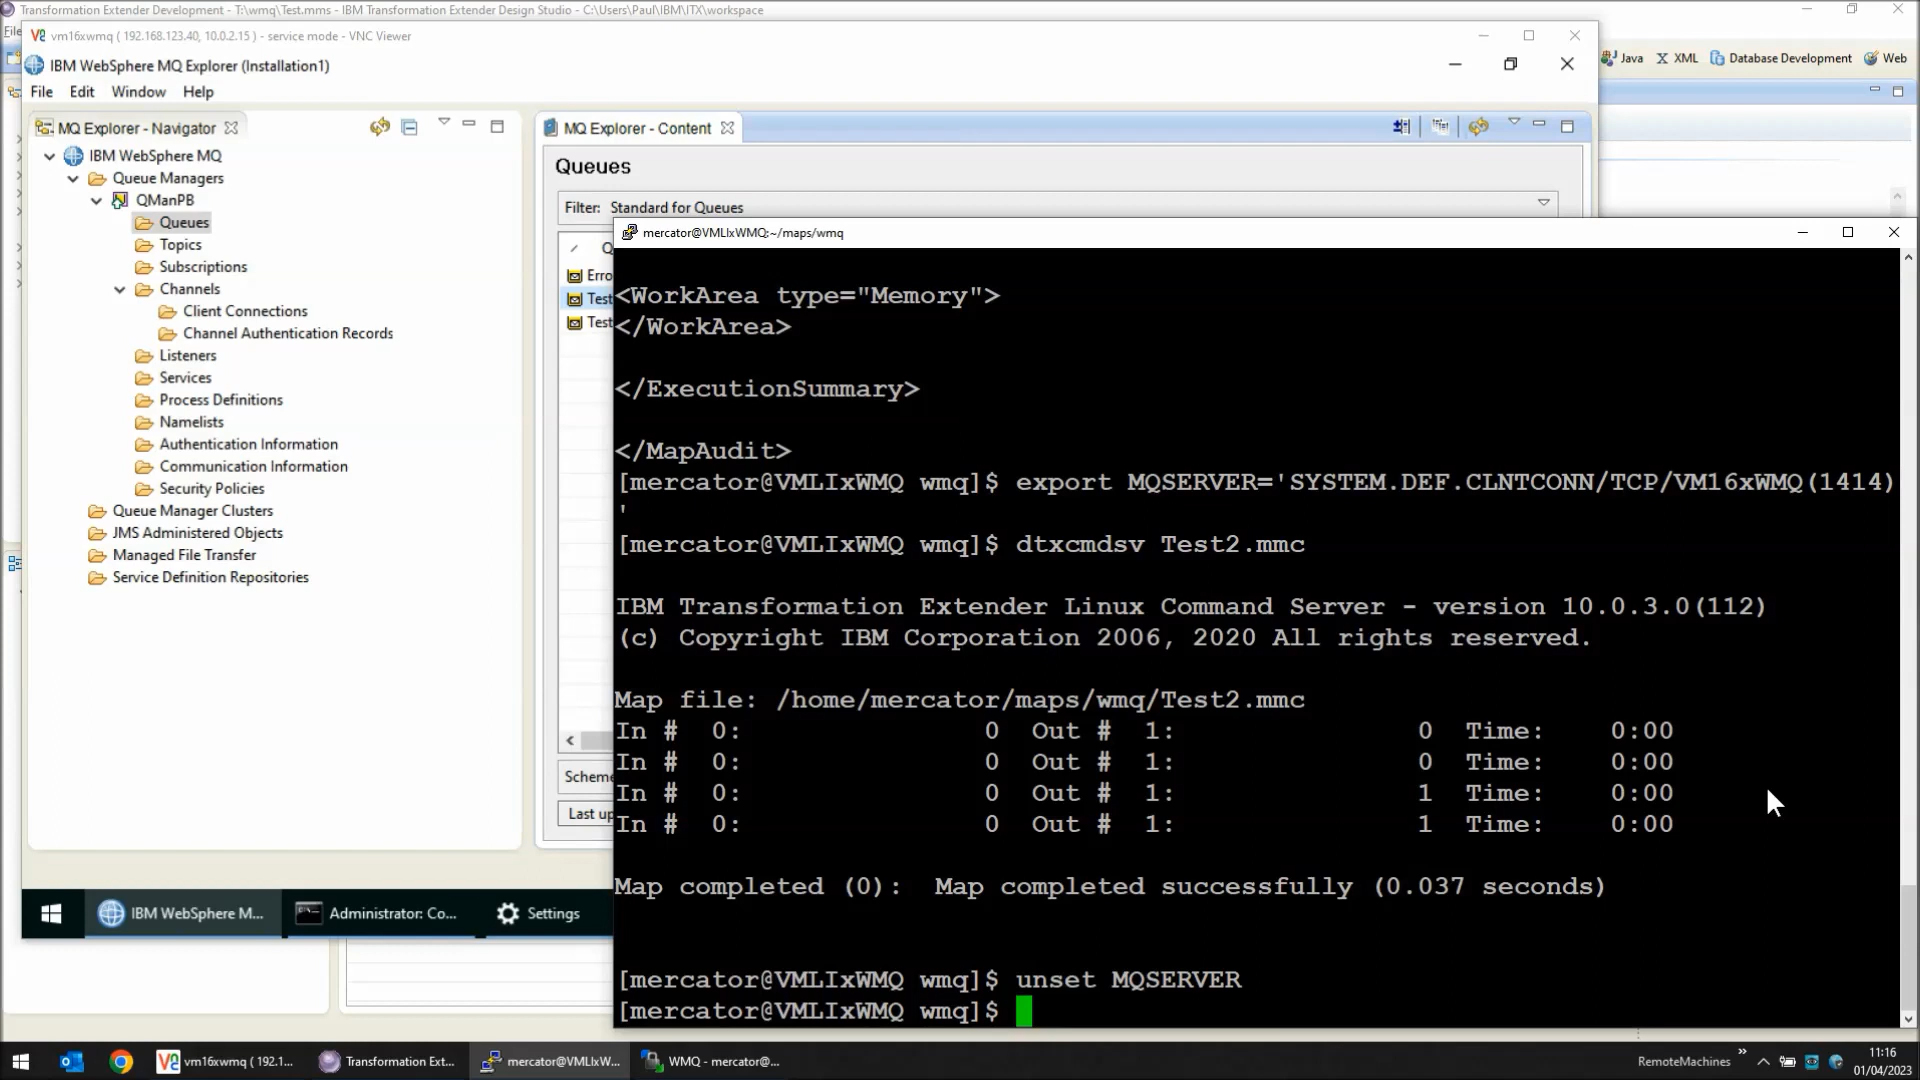 Transformation Extender Development - T:\wmq\Test.mms - IBM Transformation Extender Design Studio - C:\Users\Paul\IBM\ITX\workspace
vm16xwmq ( 192.168.123.40, 10.0.2.15 ) - service mode - VNC Viewer
Java
XML
Database Development
Web
IBM WebSphere MQ Explorer (Installation1)
File Edit Window Help
MQ Explorer - Navigator
IBM WebSphere MQ
Queue Managers
QManPB
Queues
Topics
Subscriptions
Channels
Client Connections
Channel Authentication Records
Listeners
Services
Process Definitions
Namelists
Authentication Information
Communication Information
Security Policies
Queue Manager Clusters
JMS Administered Objects
Managed File Transfer
Service Definition Repositories
MQ Explorer - Content
Queues
Filter: Standard for Queues
Q
Erro
Test
Test
Scheme
Last up
mercator@VMLIxWMQ:~/maps/wmq
<WorkArea type="Memory">
</WorkArea>
</ExecutionSummary>
</MapAudit>
[mercator@VMLIxWMQ wmq]$ export MQSERVER='SYSTEM.DEF.CLNTCONN/TCP/VM16xWMQ(1414)
'
[mercator@VMLIxWMQ wmq]$ dtxcmdsv Test2.mmc
IBM Transformation Extender Linux Command Server - version 10.0.3.0(112)
(c) Copyright IBM Corporation 2006, 2020 All rights reserved.
Map file: /home/mercator/maps/wmq/Test2.mmc
In # 0: 0 Out # 1: 0 Time: 0:00
In # 0: 0 Out # 1: 0 Time: 0:00
In # 0: 0 Out # 1: 1 Time: 0:00
In # 0: 0 Out # 1: 1 Time: 0:00
Map completed (0): Map completed successfully (0.037 seconds)
[mercator@VMLIxWMQ wmq]$ unset MQSERVER
[mercator@VMLIxWMQ wmq]$
IBM WebSphere M...
Administrator: Co...
Settings
vm16xwmq ( 192.1...
Transformation Ext...
mercator@VMLIxW...
WMQ - mercator@...
RemoteMachines
11:16
01/04/2023